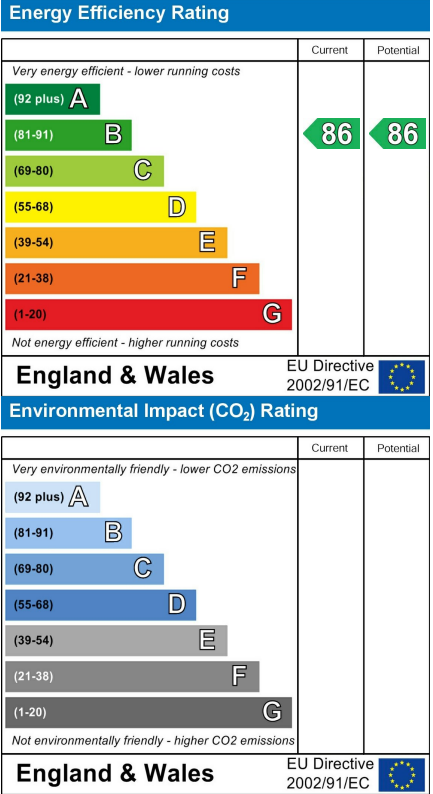 Energy Efficiency Rating
Current Potential
Very energy efficient - lower running costs
(92 plus) A
(81-91) B 86 86
(69-80) C
(55-68) D
(39-54) E
(21-38) F
(1-20) G
Not energy efficient - higher running costs
England & Wales
EU Directive
2002/91/EC
Environmental Impact (CO₂) Rating
Current Potential
Very environmentally friendly - lower CO2 emissions
(92 plus) A
(81-91) B
(69-80) C
(55-68) D
(39-54) E
(21-38) F
(1-20) G
Not environmentally friendly - higher CO2 emissions
England & Wales
EU Directive
2002/91/EC